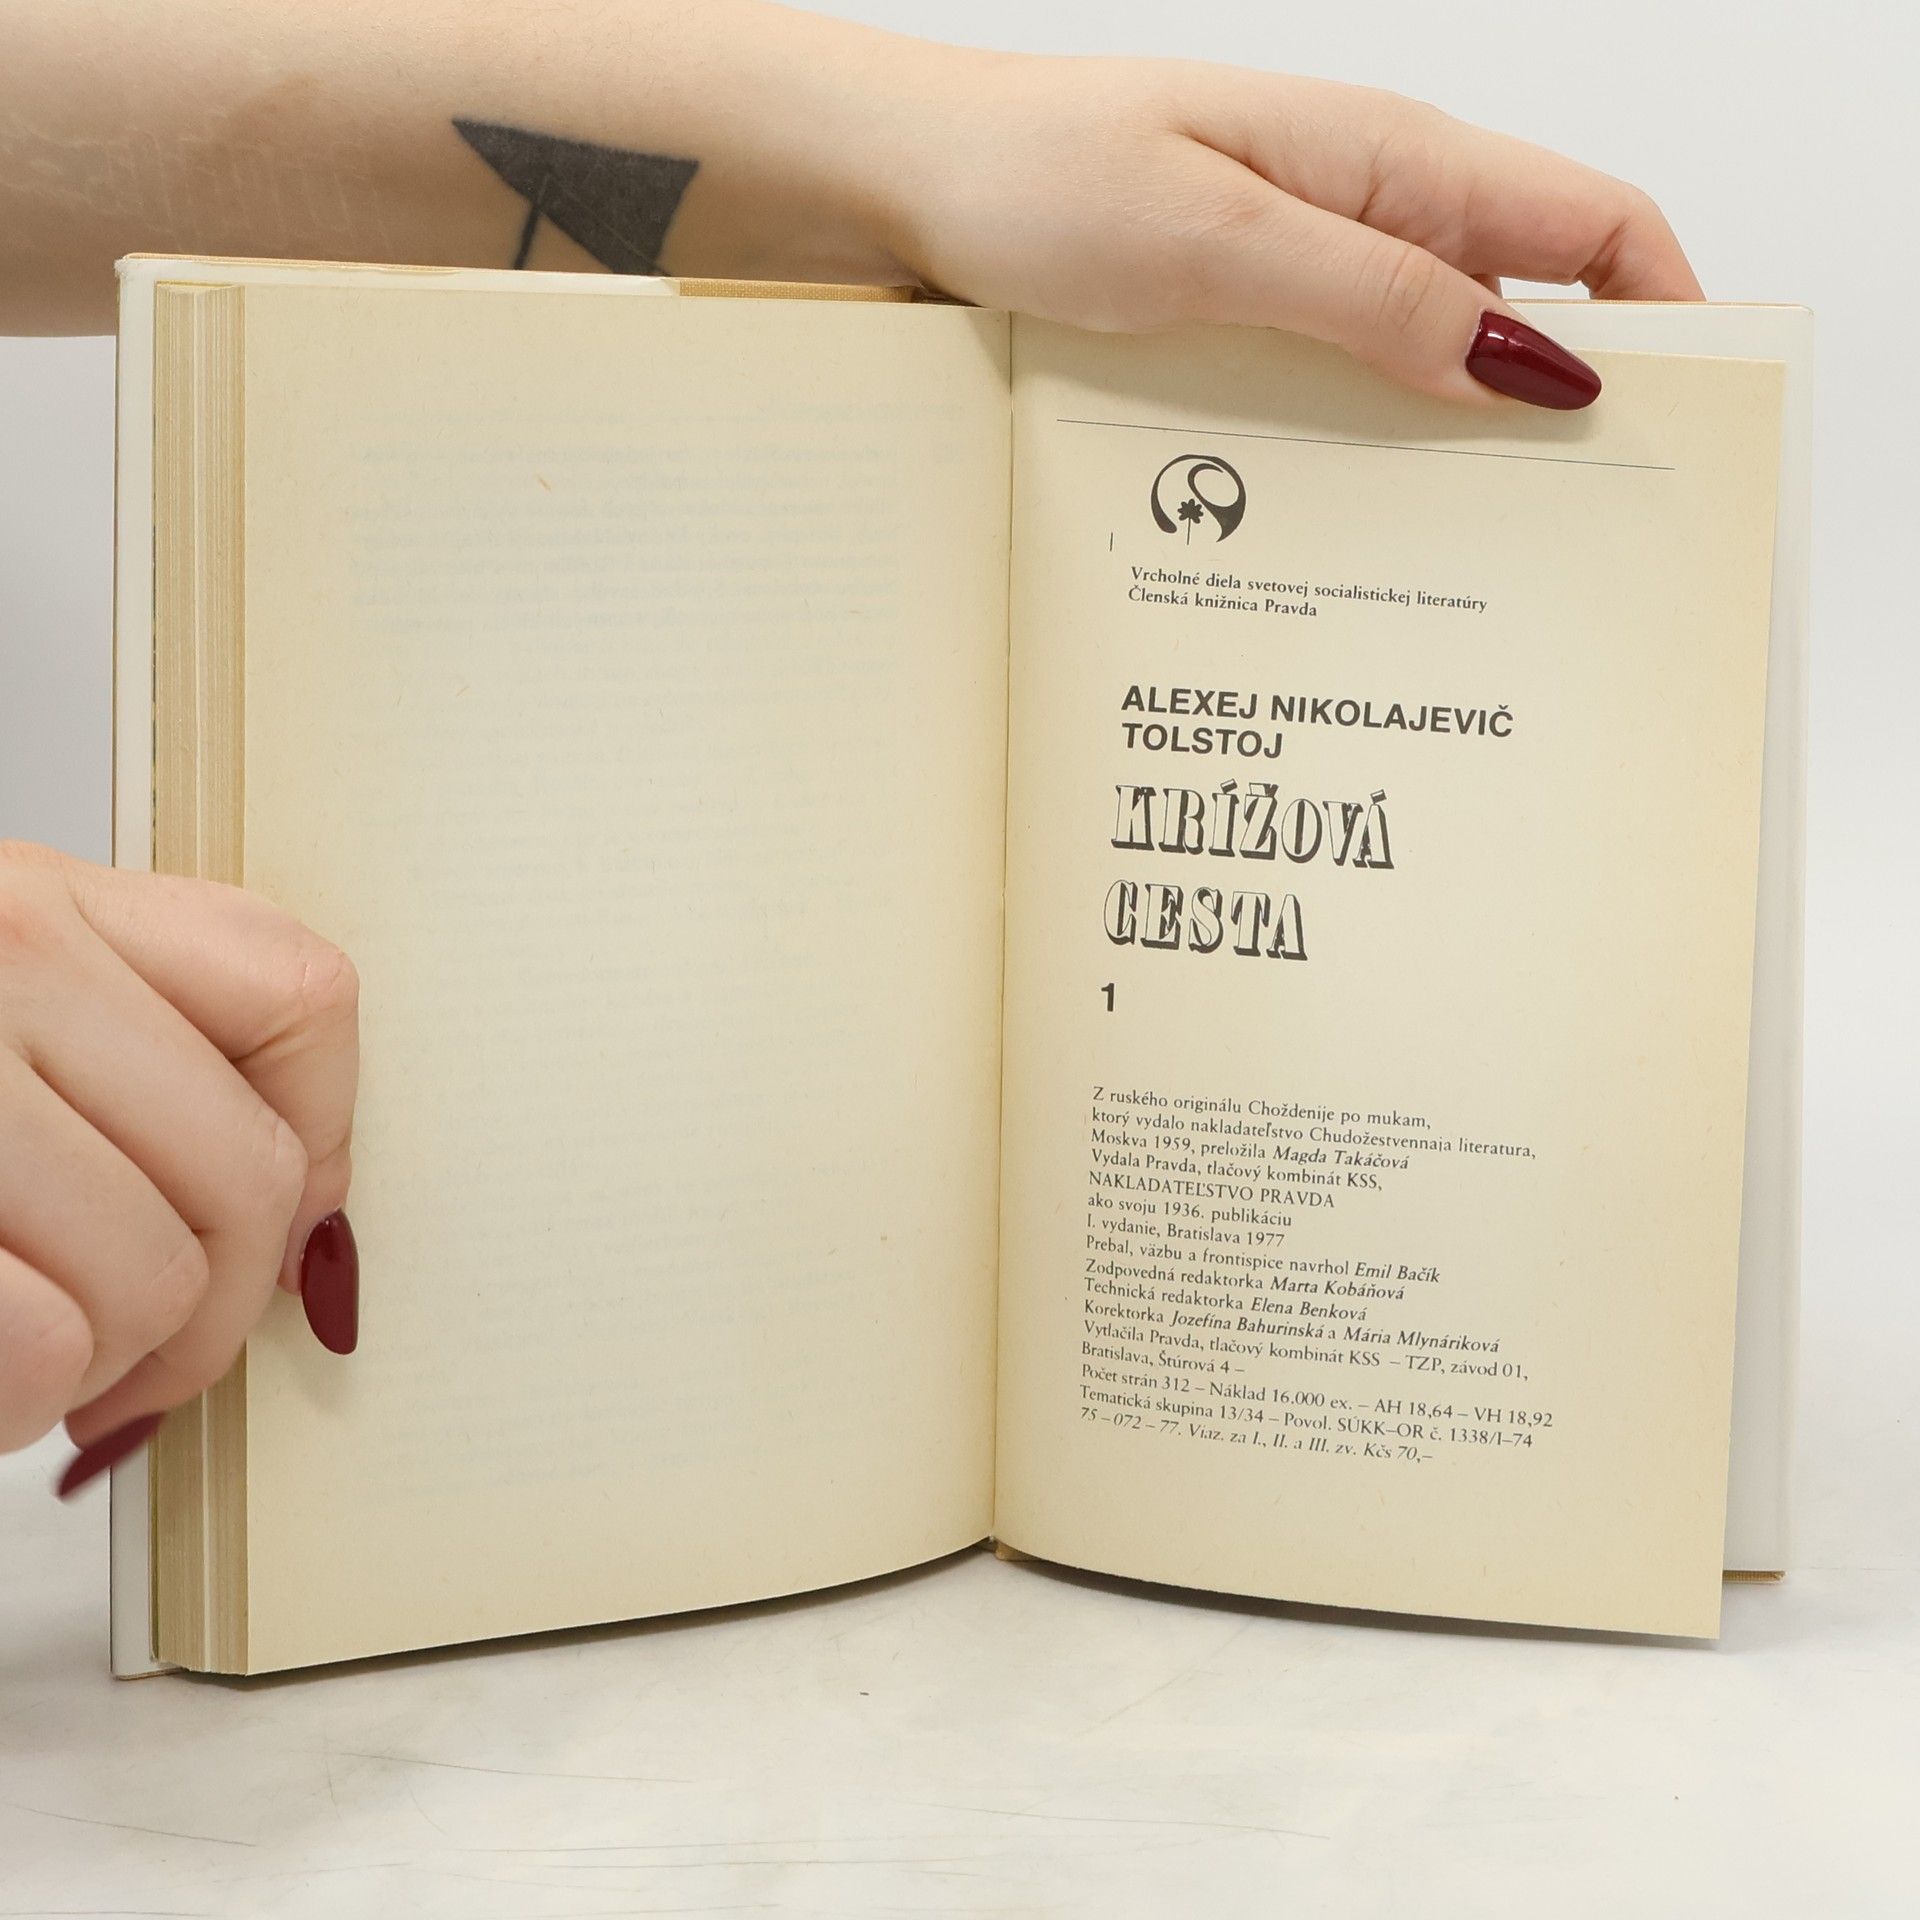 Vrcholné diela svetovej socialistickej literatúry
Členská knižnica Pravda
ALEXEJ NIKOLAJEVIČ
TOLSTOJ
KRÍŽOVÁ
CESTA
1
Z ruského originálu Choždenije po mukam,
ktorý vydalo nakladateľstvo Chudožestvennaja literatura,
Moskva 1959, preložila Magda Takáčová
Vydala Pravda, tlačový kombinát KSS,
NAKLADATEĽSTVO PRAVDA
ako svoju 1936. publikáciu
I. vydanie, Bratislava 1977
Prebal, väzbu a frontispice navrhol Emil Bačík
Zodpovedná redaktorka Marta Kobáňová
Technická redaktorka Elena Benková
Korektorka Jozefína Bahurinská a Mária Mlynáriková
Vytlačila Pravda, tlačový kombinát KSS – TZP, závod 01,
Bratislava, Štúrová 4 –
Počet strán 312 – Náklad 16.000 ex. – AH 18,64 – VH 18,92
Tematická skupina 13/34 – Povol. SÚKK–OR č. 1338/I–74
75 – 072 – 77. Viaz. za I., II. a III. zv. Kčs 70,–